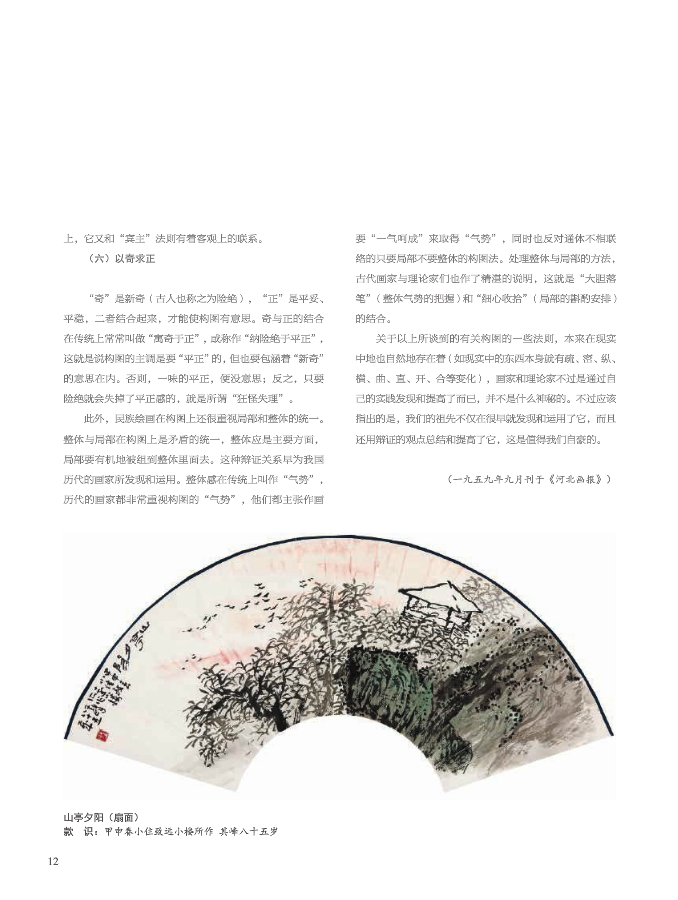 上，它又和“宾主”法则有着客观上的联系。
（六）以奇求正
“奇”是新奇（古人也称之为险绝），“正”是平妥、
平稳，二者结合起来，才能使构图有意思。奇与正的结合
在传统上常常叫做“寓奇于正”，或称作“纳险绝于平正”，
这就是说构图的主调是要“平正”的，但也要包涵着“新奇”
的意思在内。否则，一味的平正，便没意思；反之，只要
险绝就会失掉了平正感的，就是所谓“狂怪失理”。
此外，民族绘画在构图上还很重视局部和整体的统一。
整体与局部在构图上是矛盾的统一，整体应是主要方面，
局部要有机地被组到整体里面去。这种辩证关系早为我国
历代的画家所发现和运用。整体感在传统上叫作“气势”，
历代的画家都非常重视构图的“气势”，他们都主张作画
要“一气呵成”来取得“气势”，同时也反对通体不相联
络的只要局部不要整体的构图法。处理整体与局部的方法，
古代画家与理论家们也作了精湛的说明，这就是“大胆落
笔”（整体气势的把握）和“细心收拾”（局部的斟酌安排）
的结合。
关于以上所谈到的有关构图的一些法则，本来在现实
中地也自然地存在着（如现实中的东西本身就有疏、密、纵、
横、曲、直、开、合等变化），画家和理论家不过是通过自
己的实践发现和提高了而已，并不是什么神秘的。不过应该
指出的是，我们的祖先不仅在很早就发现和运用了它，而且
还用辩证的观点总结和提高了它，这是值得我们自豪的。
（一九五九年九月刊于《河北画报》）
山亭夕阳（扇面）
款 识：甲申春小住致远小楼所作 其峰八十五岁
12